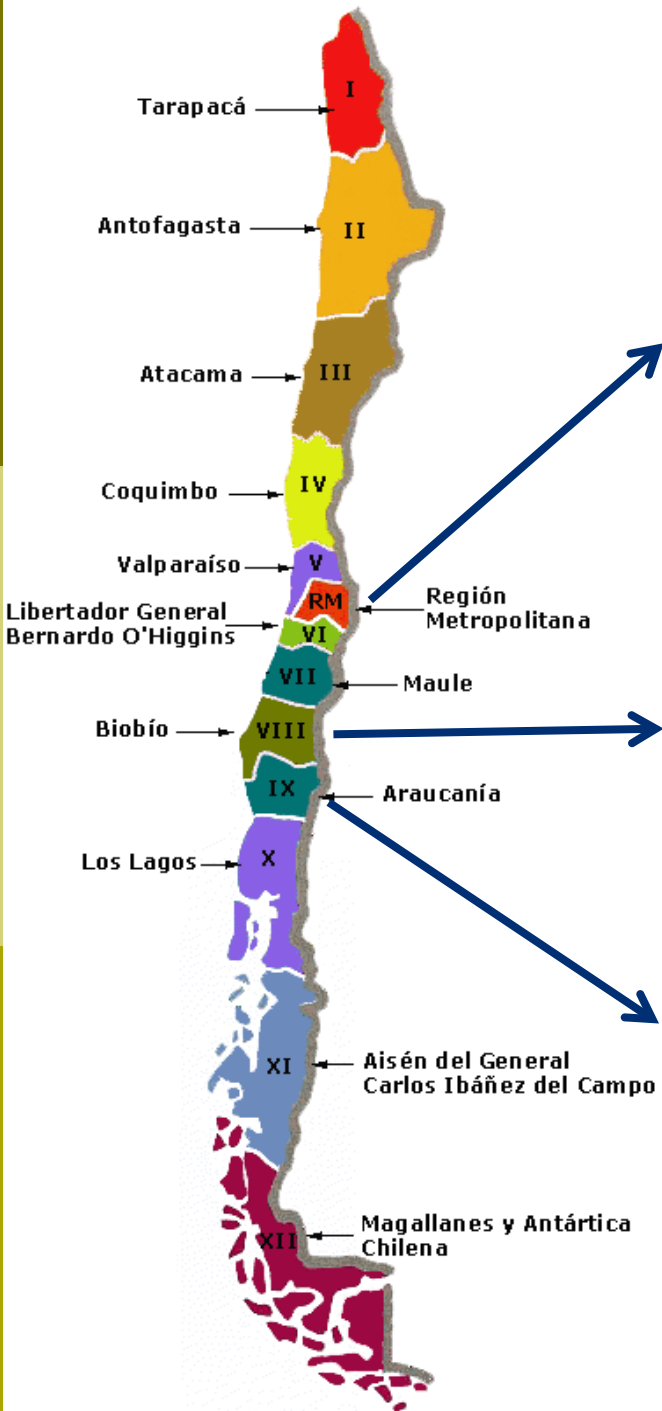 I
Tarapacá
Antofagasta
II
Atacama
III
Coquimbo
IV
Valparaíso
V
RM
Región
Metropolitana
Libertador General
Bernardo O'Higgins
VI
VII
Maule
Biobío
VIII
IX
Araucanía
Los Lagos
X
XI
Aisén del General
Carlos Ibáñez del Campo
Magallanes y Antártica
Chilena
XII